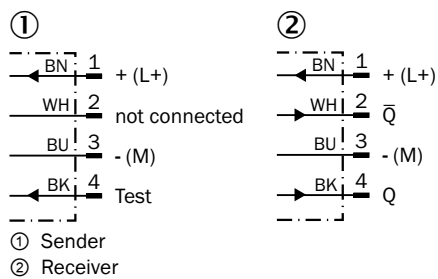 ① ②
BN 1 + (L+)
WH 2 not connected
BU 3 - (M)
BK 4 Test
BN 1 + (L+)
WH 2 Q̅
BU 3 - (M)
BK 4 Q
① Sender
② Receiver